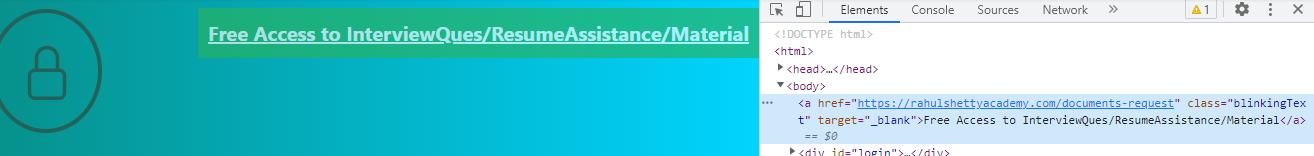 Free Access to InterviewQues/ResumeAssistance/Material
Elements Console Sources Network » 1
<!DOCTYPE html>
<html>
<head>…</head>
<body>
<a href="https://rahulshettyacademy.com/documents-request" class="blinkingTex
t" target="_blank">Free Access to InterviewQues/ResumeAssistance/Material</a>
== $0
<div id="login">…</div>